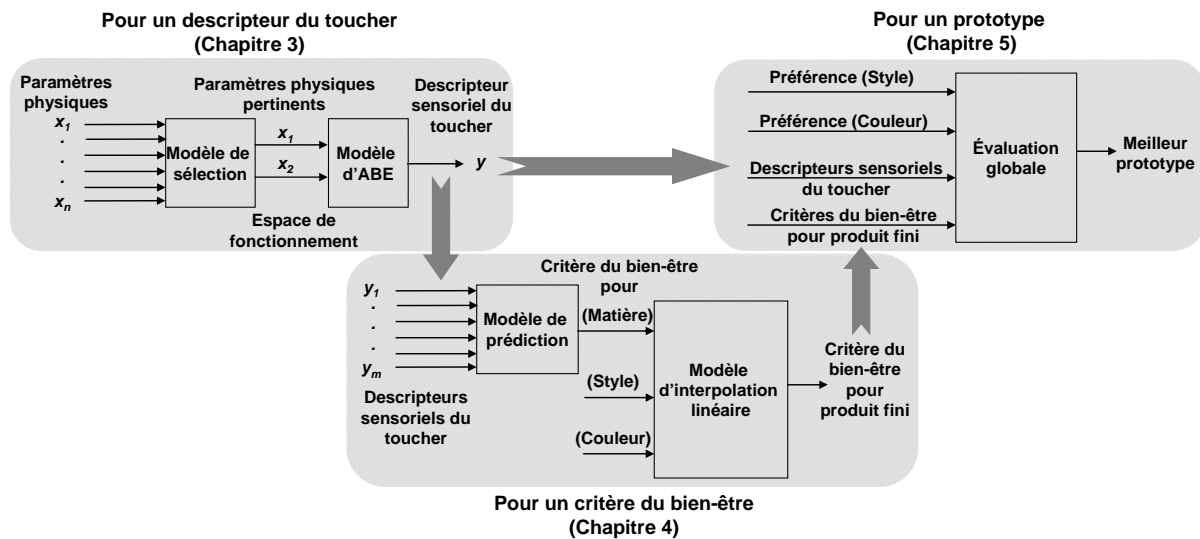 Pour un descripteur du toucher
(Chapitre 3)
Paramètres
physiques
x1
.
.
.
.
xn
Modèle de
sélection
Paramètres physiques
pertinents
x1
x2
Espace de
fonctionnement
Modèle
d'ABE
Descripteur
sensoriel du
toucher
y
Pour un prototype
(Chapitre 5)
Préférence (Style)
Préférence (Couleur)
Descripteurs sensoriels
du toucher
Critères du bien-être
pour produit fini
Évaluation
globale
Meilleur
prototype
y1
.
.
.
.
ym
Descripteurs
sensoriels du
toucher
Modèle de
prédiction
Critère du bien-être
pour
(Matière)
(Style)
(Couleur)
Modèle
d'interpolation
linéaire
Critère du
bien-être
pour
produit fini
Pour un critère du bien-être
(Chapitre 4)